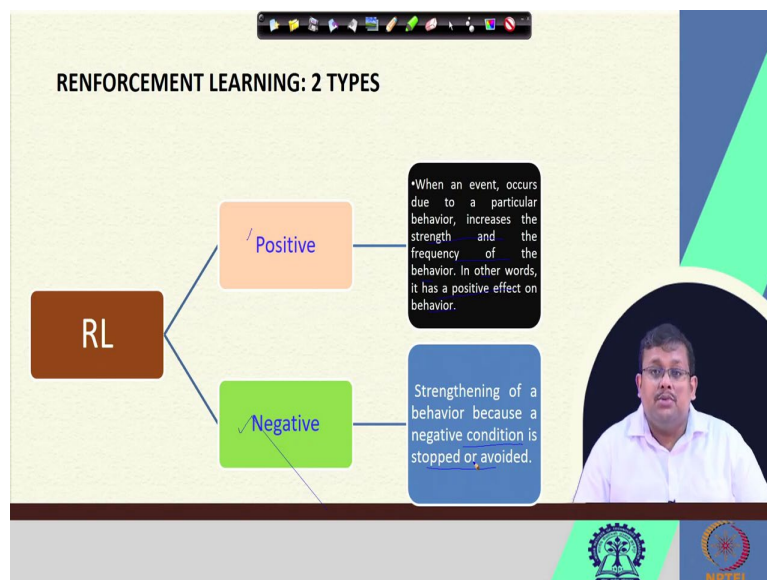 RENFORCEMENT LEARNING: 2 TYPES
RL
Positive
•When an event, occurs
due to a particular
behavior, increases the
strength and the
frequency of the
behavior. In other words,
it has a positive effect on
behavior.
Negative
Strengthening of a
behavior because a
negative condition is
stopped or avoided.
NPTEL